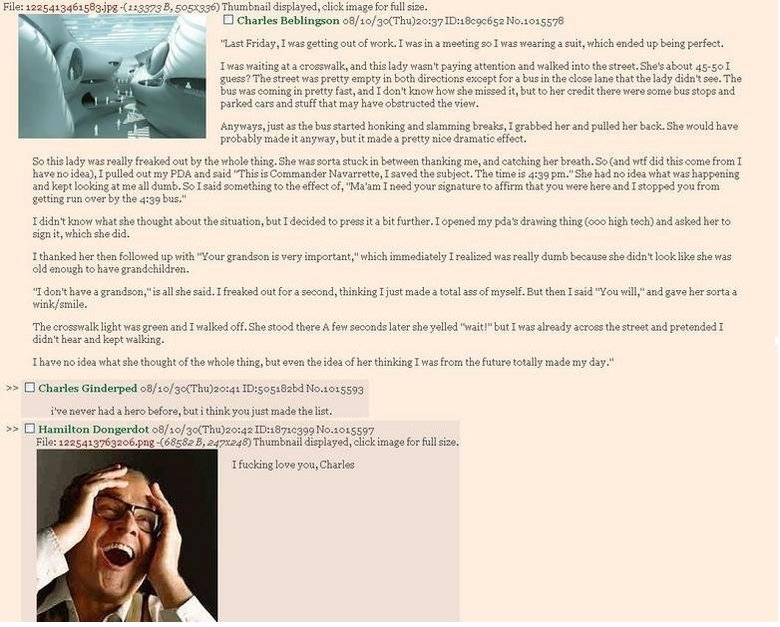 File: 1225413461583.jpg -(113373 B, 505x336) Thumbnail displayed, click image for full size.
Charles Beblingson 08/10/30(Thu)20:37 ID:18c9c652 No.1015578
"Last Friday, I was getting out of work. I was in a meeting so I was wearing a suit, which ended up being perfect.
I was waiting at a crosswalk, and this lady wasn't paying attention and walked into the street. She's about 45-50 I
guess? The street was pretty empty in both directions except for a bus in the close lane that the lady didn't see. The
bus was coming in pretty fast, and I don't know how she missed it, but to her credit there were some bus stops and
parked cars and stuff that may have obstructed the view.
Anyways, just as the bus started honking and slamming breaks, I grabbed her and pulled her back. She would have
probably made it anyway, but it made a pretty nice dramatic effect.
So this lady was really freaked out by the whole thing. She was sorta stuck in between thanking me, and catching her breath. So (and wtf did this come from I
have no idea), I pulled out my PDA and said "This is Commander Navarrette, I saved the subject. The time is 4:39 pm." She had no idea what was happening
and kept looking at me all dumb. So I said something to the effect of, "Ma'am I need your signature to affirm that you were here and I stopped you from
getting run over by the 4:39 bus."
I didn't know what she thought about the situation, but I decided to press it a bit further. I opened my pda's drawing thing (ooo high tech) and asked her to
sign it, which she did.
I thanked her then followed up with "Your grandson is very important," which immediately I realized was really dumb because she didn't look like she was
old enough to have grandchildren.
"I don't have a grandson," is all she said. I freaked out for a second, thinking I just made a total ass of myself. But then I said "You will," and gave her sorta a
wink/smile.
The crosswalk light was green and I walked off. She stood there A few seconds later she yelled "wait!" but I was already across the street and pretended I
didn't hear and kept walking.
I have no idea what she thought of the whole thing, but even the idea of her thinking I was from the future totally made my day."
>> Charles Ginderped 08/10/30(Thu)20:41 ID:505182bd No.1015593
i've never had a hero before, but i think you just made the list.
>> Hamilton Dongerdot 08/10/30(Thu)20:42 ID:1871c399 No.1015597
File: 1225413763206.png -(68582 B, 247x248) Thumbnail displayed, click image for full size.
I fucking love you, Charles